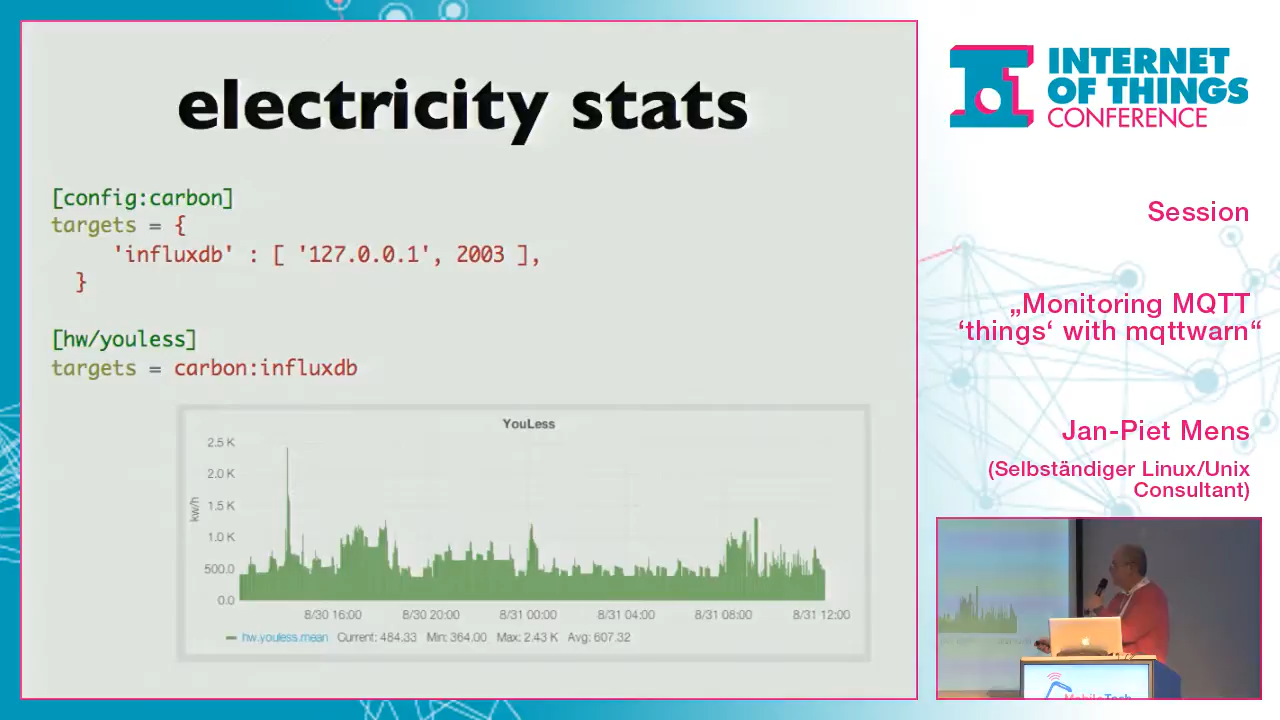 electricity stats
[config:carbon]
targets = {
'influxdb' : [ '127.0.0.1', 2003 ],
}
[hw/youless]
targets = carbon:influxdb
YouLess
2.5 K
2.0 K
1.5 K
1.0 K
500.0
0.0
kw/h
8/30 16:00 8/30 20:00 8/31 00:00 8/31 04:00 8/31 08:00 8/31 12:00
hw.youless.mean Current: 484.33 Min: 364.00 Max: 2.43 K Avg: 607.32
INTERNET
OF THINGS
CONFERENCE
Session
„Monitoring MQTT
‘things‘ with mqttwarn“
Jan-Piet Mens
(Selbständiger Linux/Unix
Consultant)
MobileTech